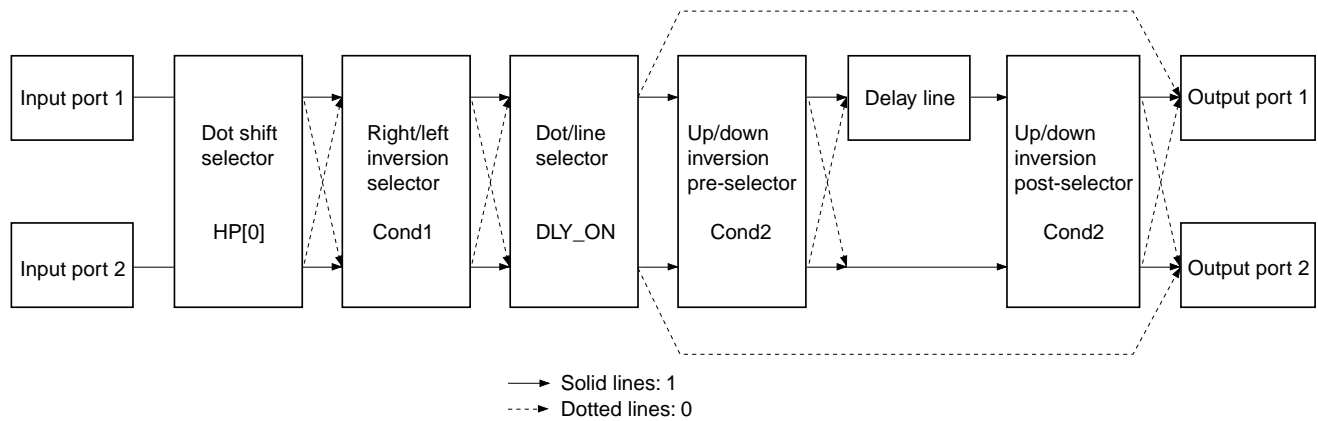 Input port 1
Input port 2
Dot shift
selector
HP[0]
Right/left
inversion
selector
Cond1
Dot/line
selector
DLY_ON
Up/down
inversion
pre-selector
Cond2
Delay line
Up/down
inversion
post-selector
Cond2
Output port 1
Output port 2
Solid lines: 1
Dotted lines: 0